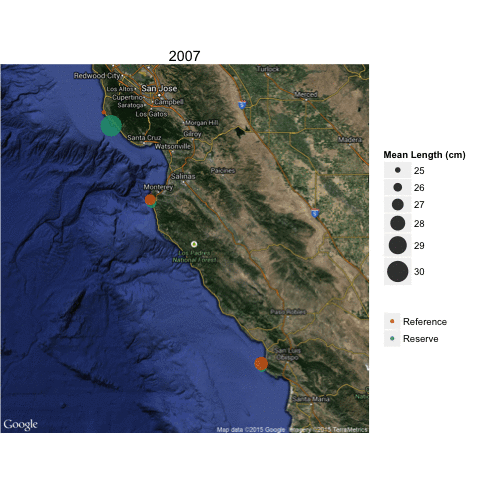 2007
Turlock
Redwood City
Los Altos
San Jose
Cupertino
Campbell
Saratoga
Merced
Los Gatos
Morgan Hill
Santa Cruz
Gilroy
Madera
Watsonville
Paicines
Salinas
Monterey
Los Padres
National Forest
Paso Robles
San Luis
Obispo
Santa Maria
Google
Map data ©2015 Google Imagery ©2015 TerraMetrics
Mean Length (cm)
25
26
27
28
29
30
Reference
Reserve